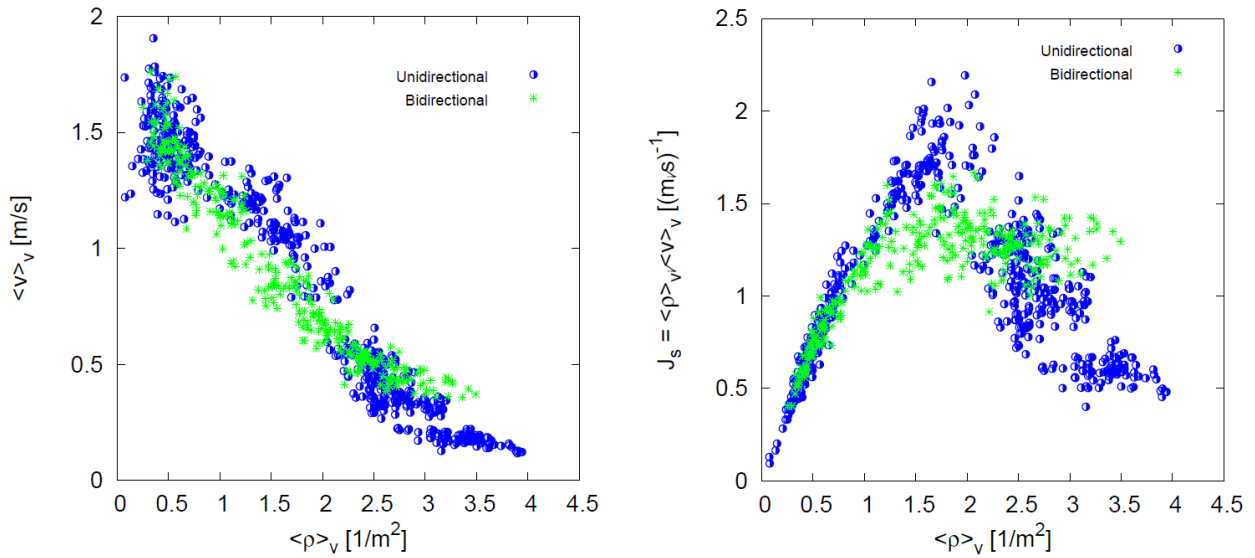 2
1.5
1
0.5
0
0 0.5 1 1.5 2 2.5 3 3.5 4 4.5
<v>v [m/s]
<ρ>v [1/m²]
Unidirectional
Bidirectional
2.5
2
1.5
1
0.5
0
0 0.5 1 1.5 2 2.5 3 3.5 4 4.5
Js = <ρ>v·<v>v [(m·s)⁻¹]
<ρ>v [1/m²]
Unidirectional
Bidirectional